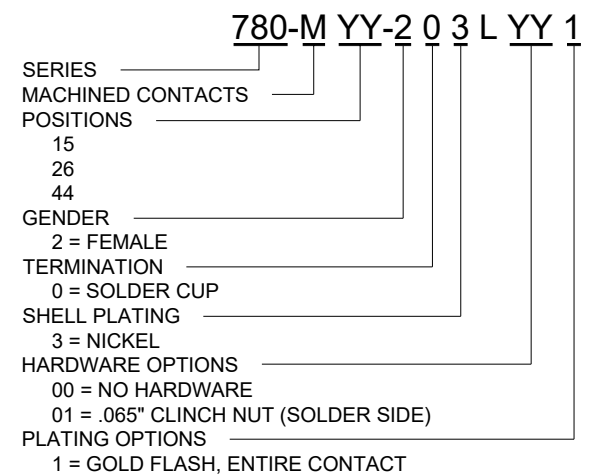 780-M YY-2 0 3 L YY 1
SERIES
MACHINED CONTACTS
POSITIONS
15
26
44
GENDER
2 = FEMALE
TERMINATION
0 = SOLDER CUP
SHELL PLATING
3 = NICKEL
HARDWARE OPTIONS
00 = NO HARDWARE
01 = .065" CLINCH NUT (SOLDER SIDE)
PLATING OPTIONS
1 = GOLD FLASH, ENTIRE CONTACT